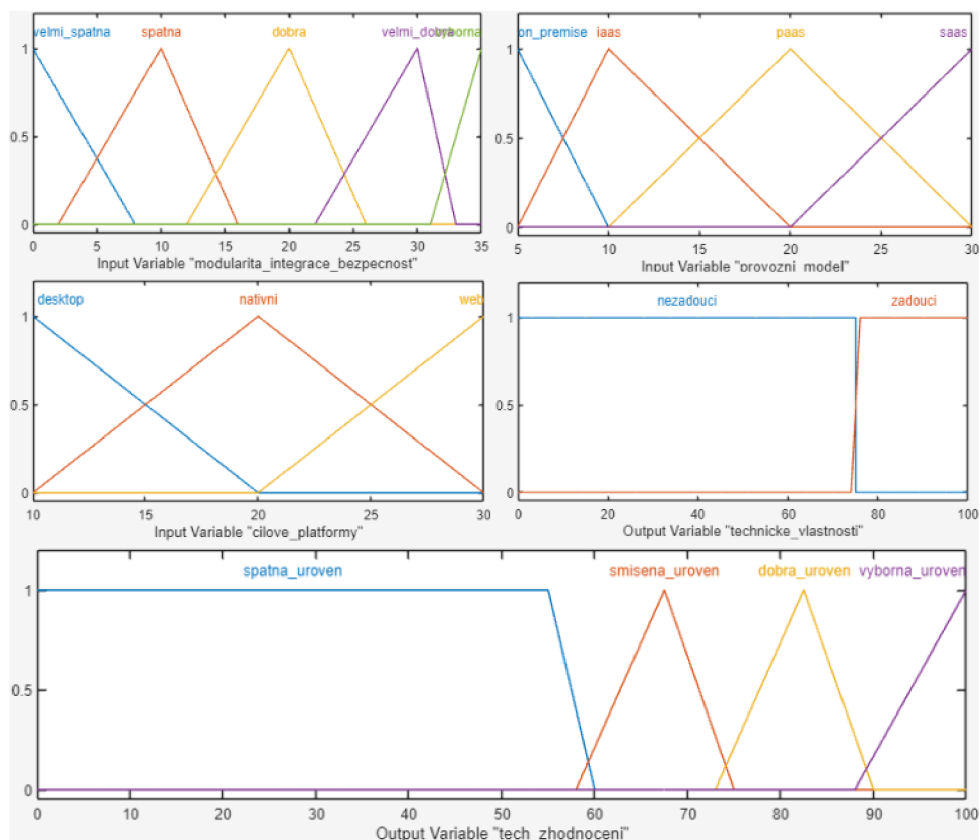 velmi_spatna spatna dobra velmi_dobra vyborna
1
0.5
0
0 5 10 15 20 25 30 35
Input Variable "modularita_integrace_bezpecnost"
on_premise iaas paas saas
1
0.5
0
5 10 15 20 25 30
Input Variable "provozni_model"
desktop nativni web
1
0.5
0
10 15 20 25 30
Input Variable "cilove_platformy"
nezadouci zadouci
1
0.5
0
0 20 40 60 80 100
Output Variable "technicke_vlastnosti"
spatna_uroven smisena_uroven dobra_uroven vyborna_uroven
1
0.5
0
0 10 20 30 40 50 60 70 80 90 100
Output Variable "tech_zhodnoceni"